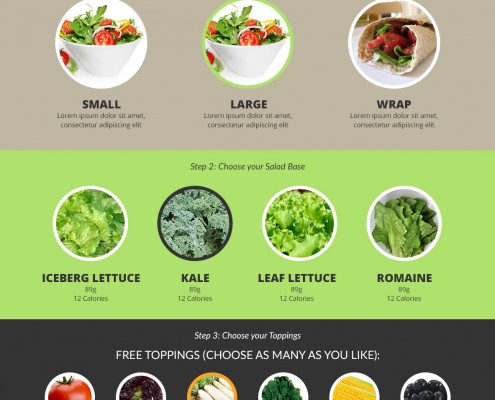 SMALL
Lorem ipsum dolor sit amet,
consectetur adipiscing elit
LARGE
Lorem ipsum dolor sit amet,
consectetur adipiscing elit
WRAP
Lorem ipsum dolor sit amet,
consectetur adipiscing elit
Step 2: Choose your Salad Base
ICEBERG LETTUCE
89g
12 Calories
KALE
89g
12 Calories
LEAF LETTUCE
89g
12 Calories
ROMAINE
89g
12 Calories
Step 3: Choose your Toppings
FREE TOPPINGS (CHOOSE AS MANY AS YOU LIKE):